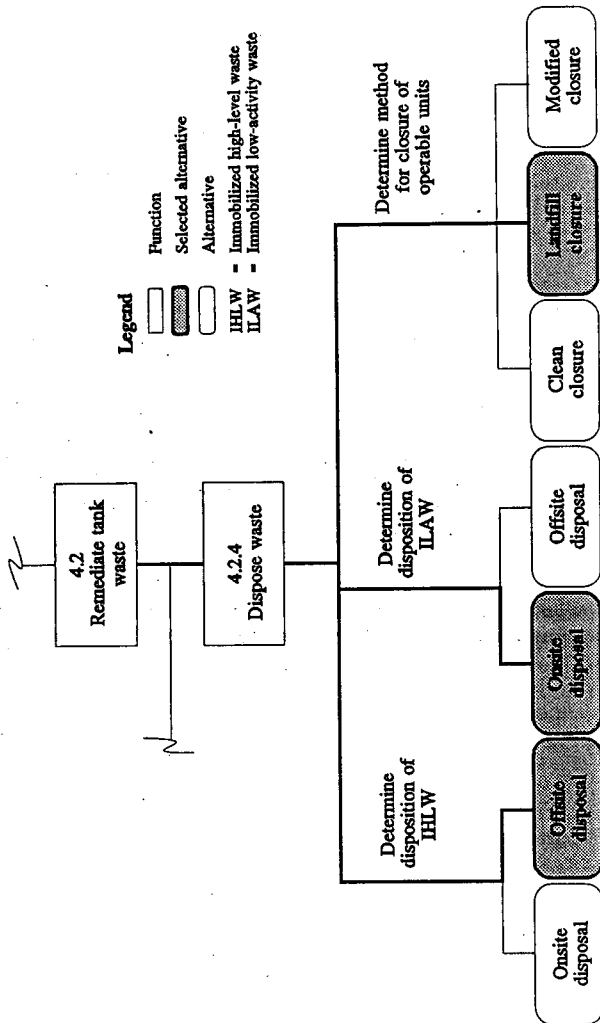 4.2
Remediate tank
waste
4.2.4
Dispose waste
Legend
Function
Selected alternative
Alternative
IHLW = Immobilized high-level waste
ILAW = Immobilized low-activity waste
Determine
disposition of
IHLW
Determine
disposition of
ILAW
Determine method
for closure of
operable units
Onsite
disposal
Offsite
disposal
Onsite
disposal
Offsite
disposal
Clean
closure
Landfill
closure
Modified
closure